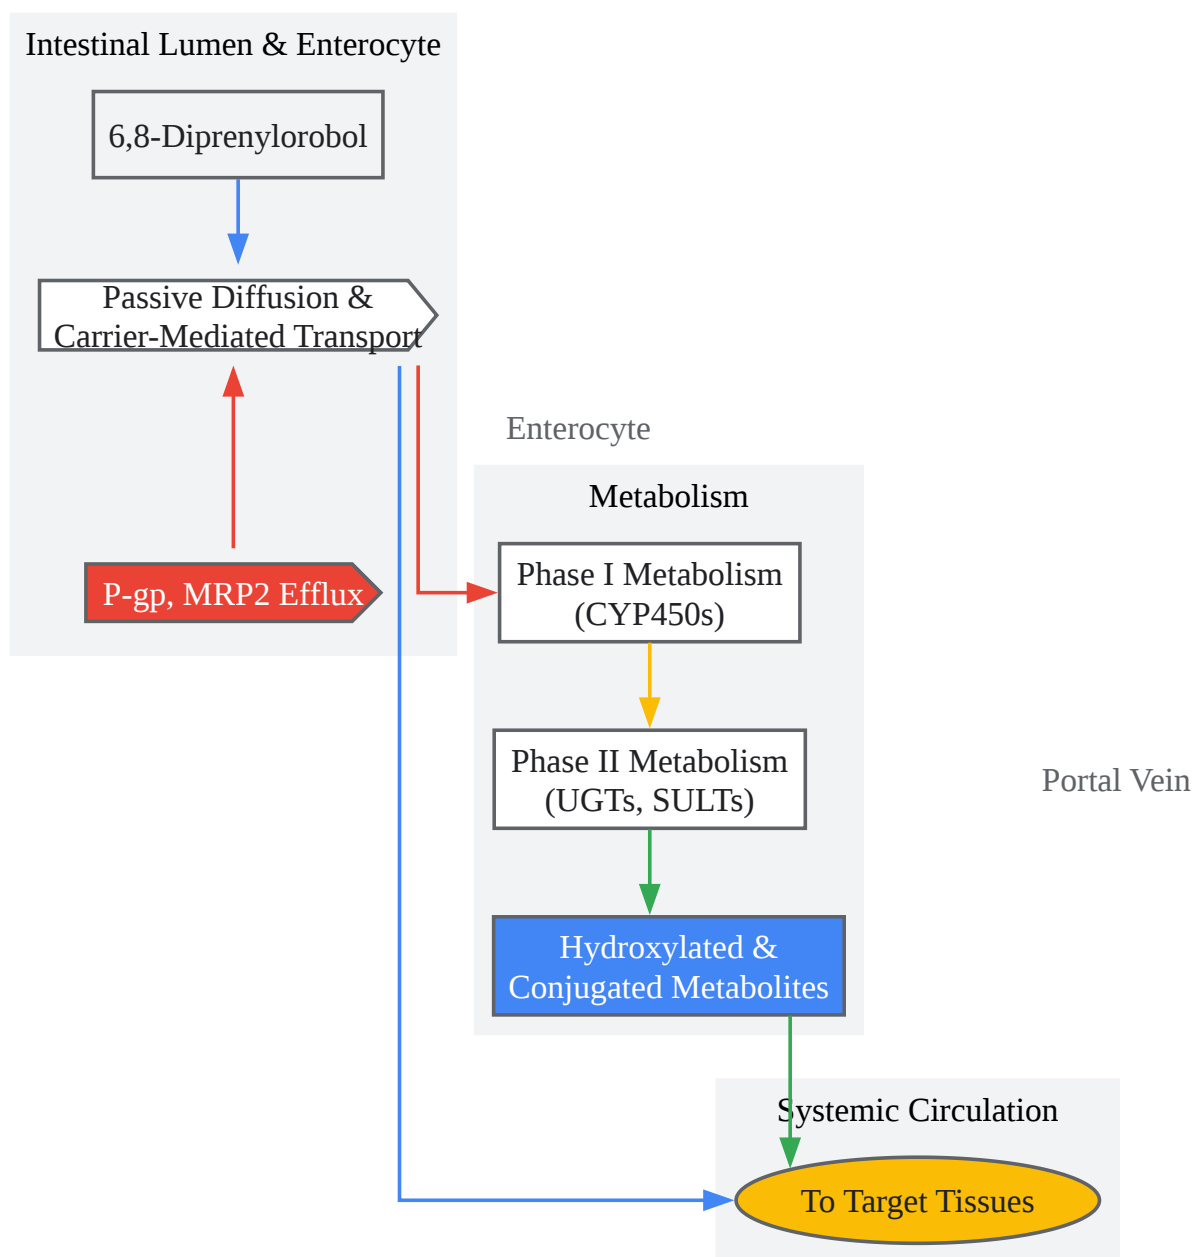 Intestinal Lumen & Enterocyte
6,8-Diprenylorobol
Passive Diffusion &
Carrier-Mediated Transport
P-gp, MRP2 Efflux
Enterocyte
Metabolism
Phase I Metabolism
(CYP450s)
Phase II Metabolism
(UGTs, SULTs)
Portal Vein
Hydroxylated &
Conjugated Metabolites
Systemic Circulation
To Target Tissues